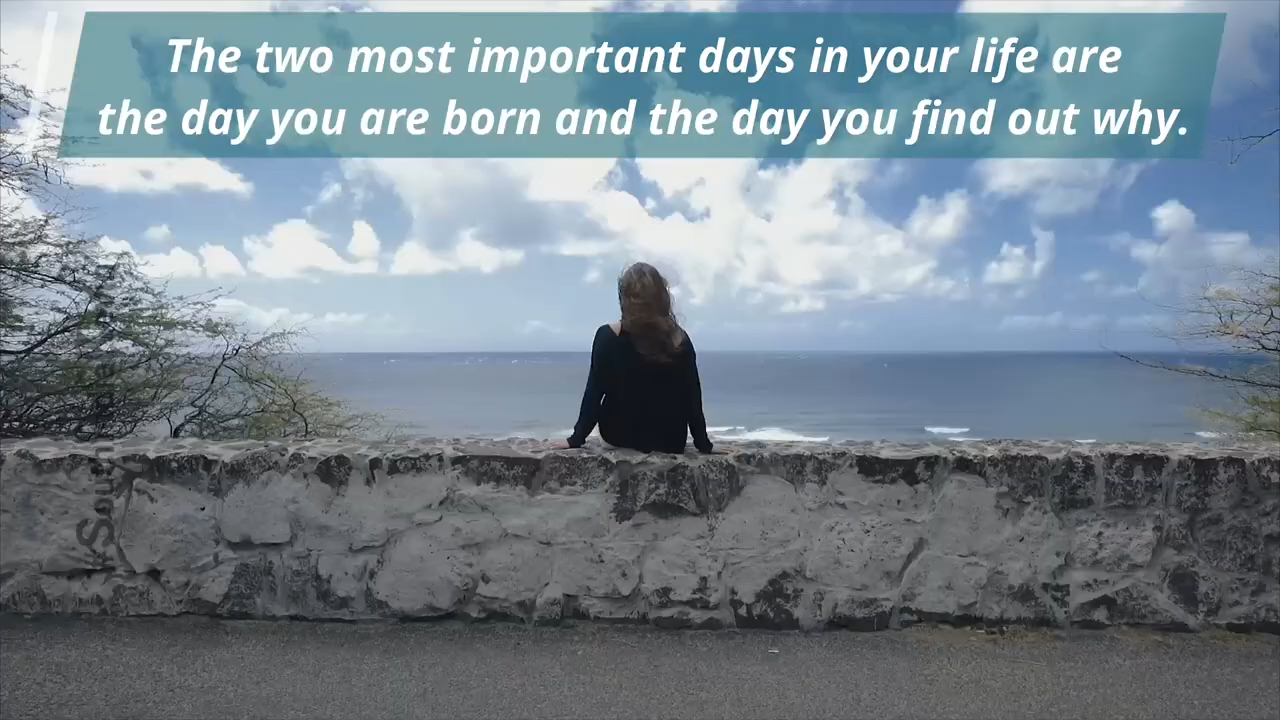 The two most important days in your life are
the day you are born and the day you find out why.